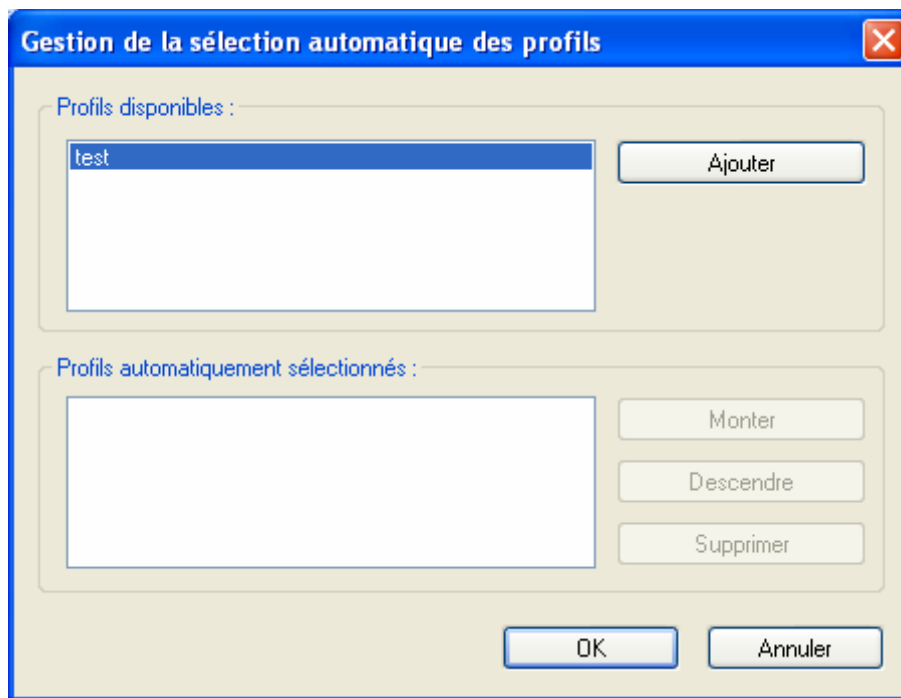 Gestion de la sélection automatique des profils
Profils disponibles :
test
Ajouter
Profils automatiquement sélectionnés :
Monter
Descendre
Supprimer
OK
Annuler